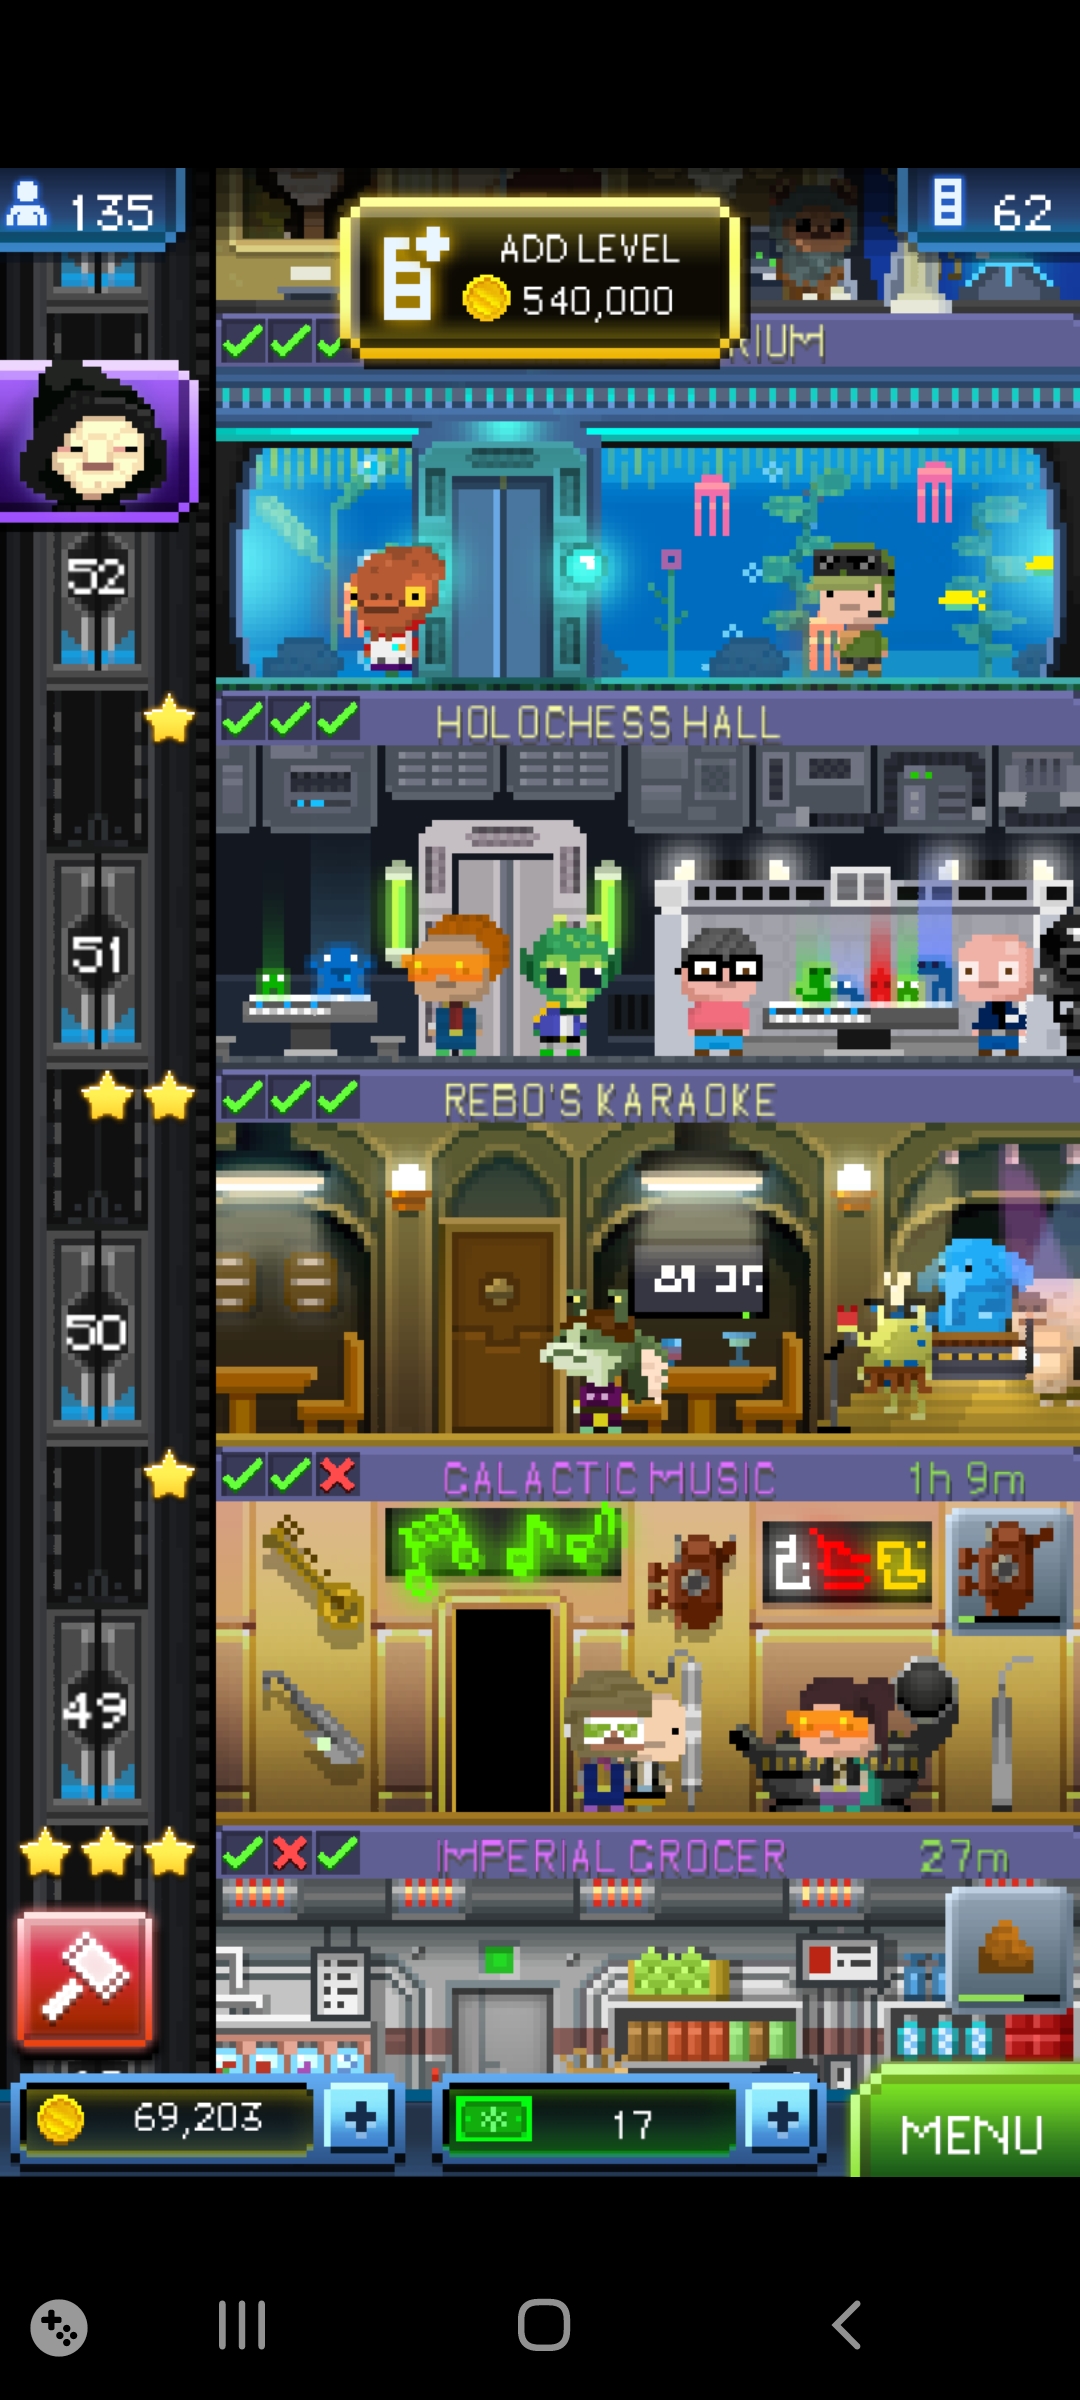 135
ADD LEVEL
540,000
62
RIUM
52
HOLOCHESS HALL
51
REBO'S KARAOKE
50
GALACTIC MUSIC 1h 9m
49
IMPERIAL GROCER 27m
69,203
17
MENU